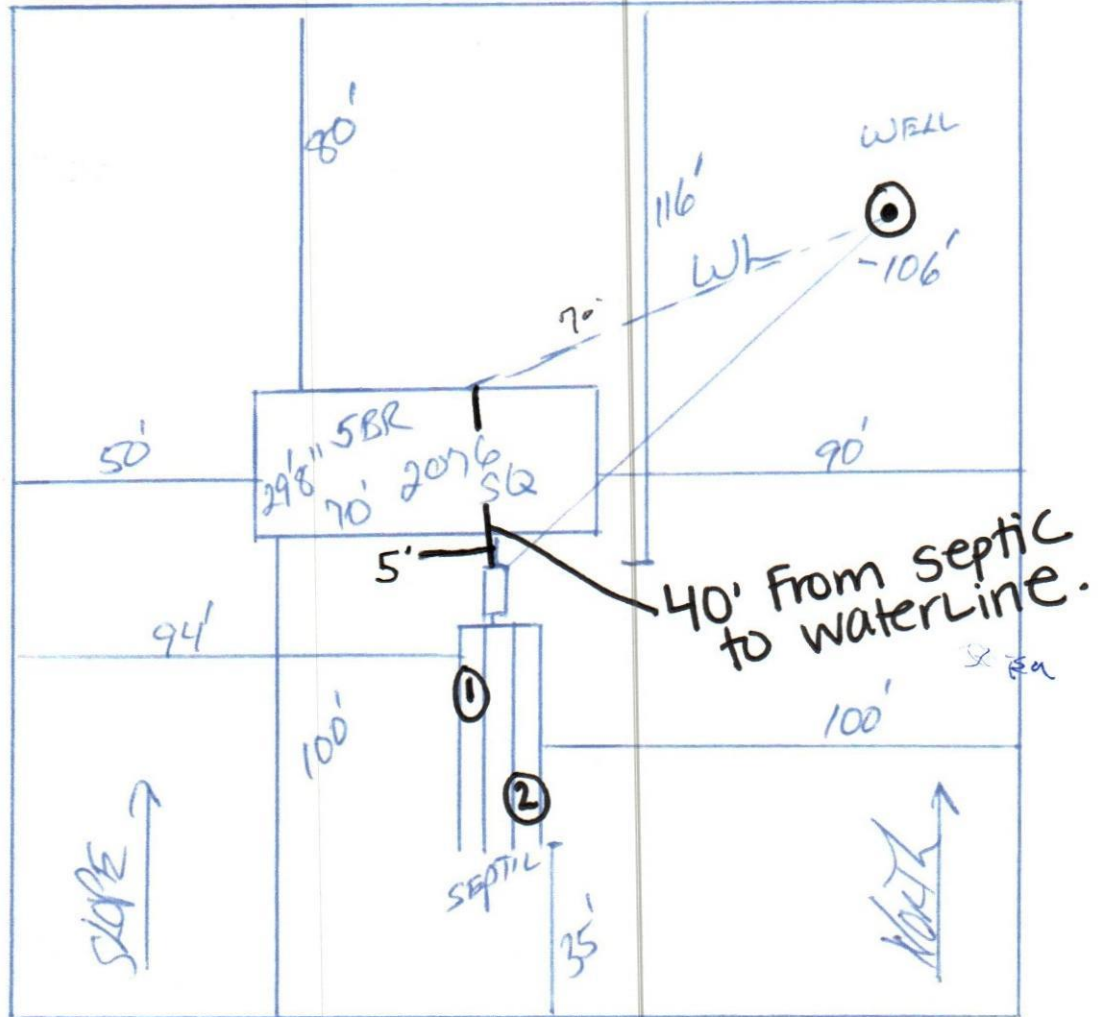 80'
WELL
116'
-106'
WL
70'
5BR
2076
SQ
29'8"
70'
50'
90'
5'
40' From septic
to waterLine.
94'
100'
①
100'
②
SEPTIC
35'
SLOPE
North